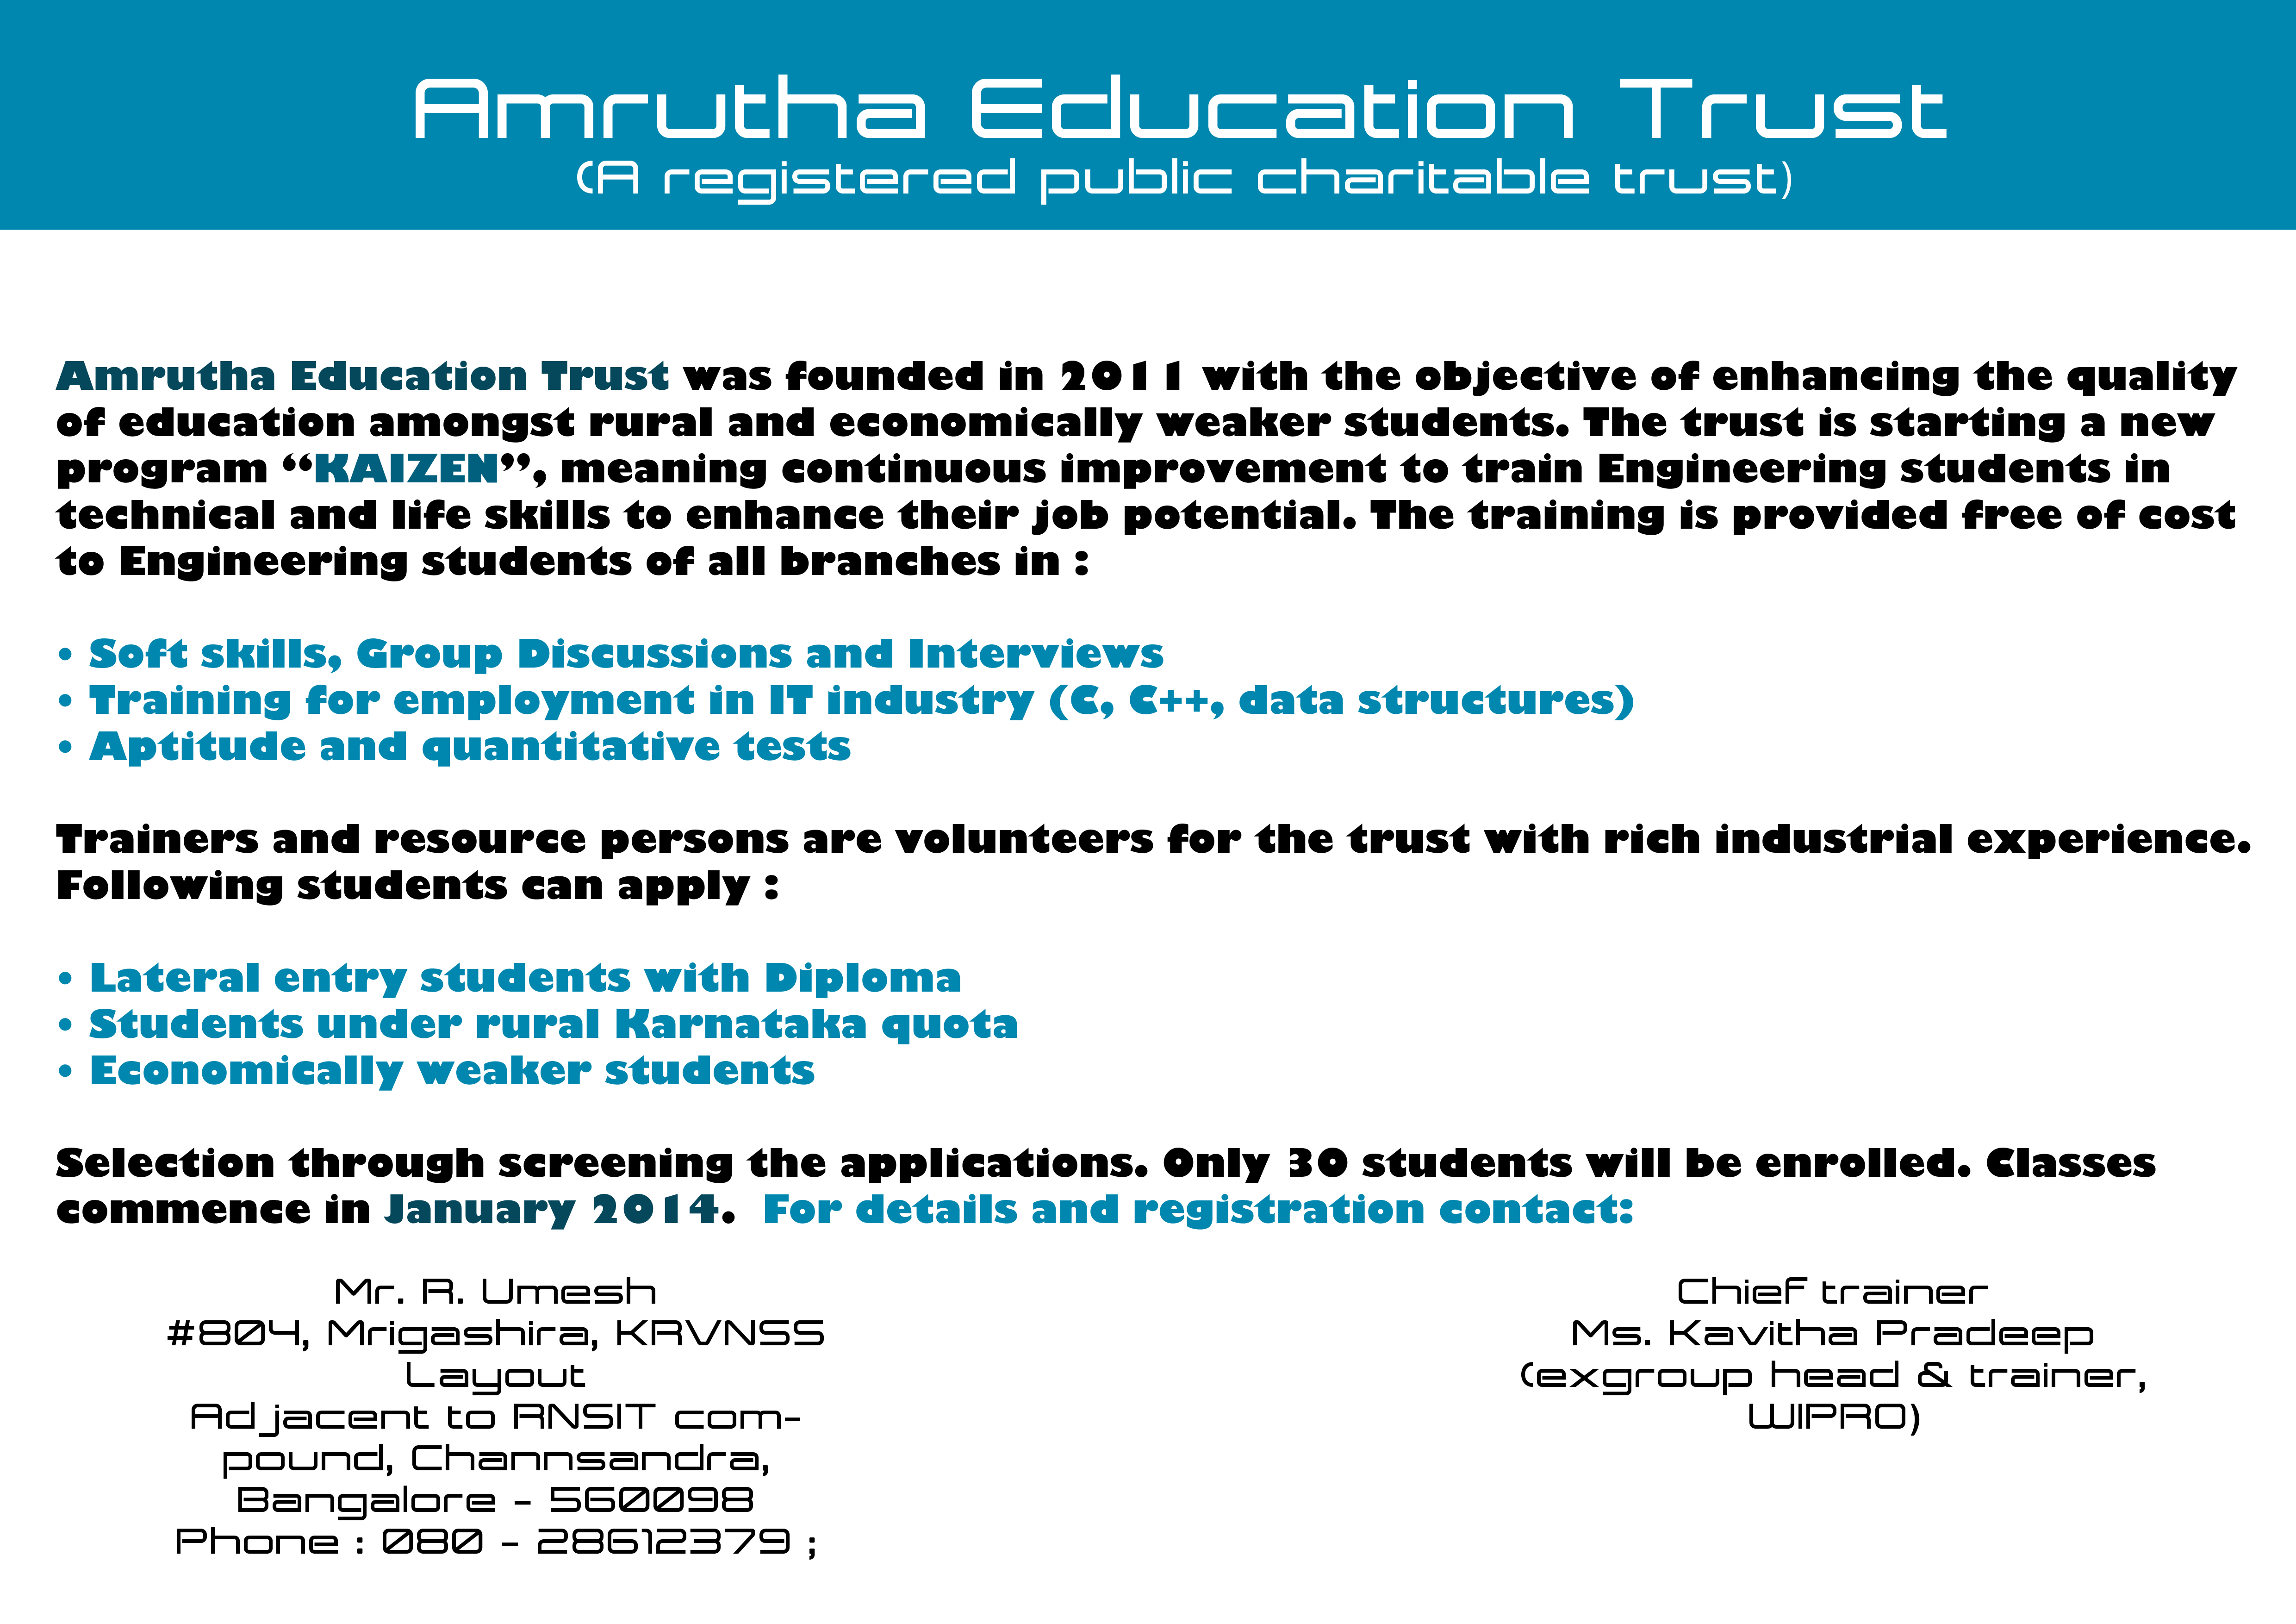 Amrutha Education Trust
(A registered public charitable trust)
Amrutha Education Trust was founded in 2011 with the objective of enhancing the quality
of education amongst rural and economically weaker students. The trust is starting a new
program “KAIZEN”, meaning continuous improvement to train Engineering students in
technical and life skills to enhance their job potential. The training is provided free of cost
to Engineering students of all branches in :
• Soft skills, Group Discussions and Interviews
• Training for employment in IT industry (C, C++, data structures)
• Aptitude and quantitative tests
Trainers and resource persons are volunteers for the trust with rich industrial experience.
Following students can apply :
• Lateral entry students with Diploma
• Students under rural Karnataka quota
• Economically weaker students
Selection through screening the applications. Only 30 students will be enrolled. Classes
commence in January 2014.  For details and registration contact:
Mr. R. Umesh
#804, Mrigashira, KRVNSS
Layout
Adjacent to RNSIT com-
pound, Channsandra,
Bangalore - 560098
Phone : 080 - 28612379 ;
Chief trainer
Ms. Kavitha Pradeep
(exgroup head & trainer,
WIPRO)